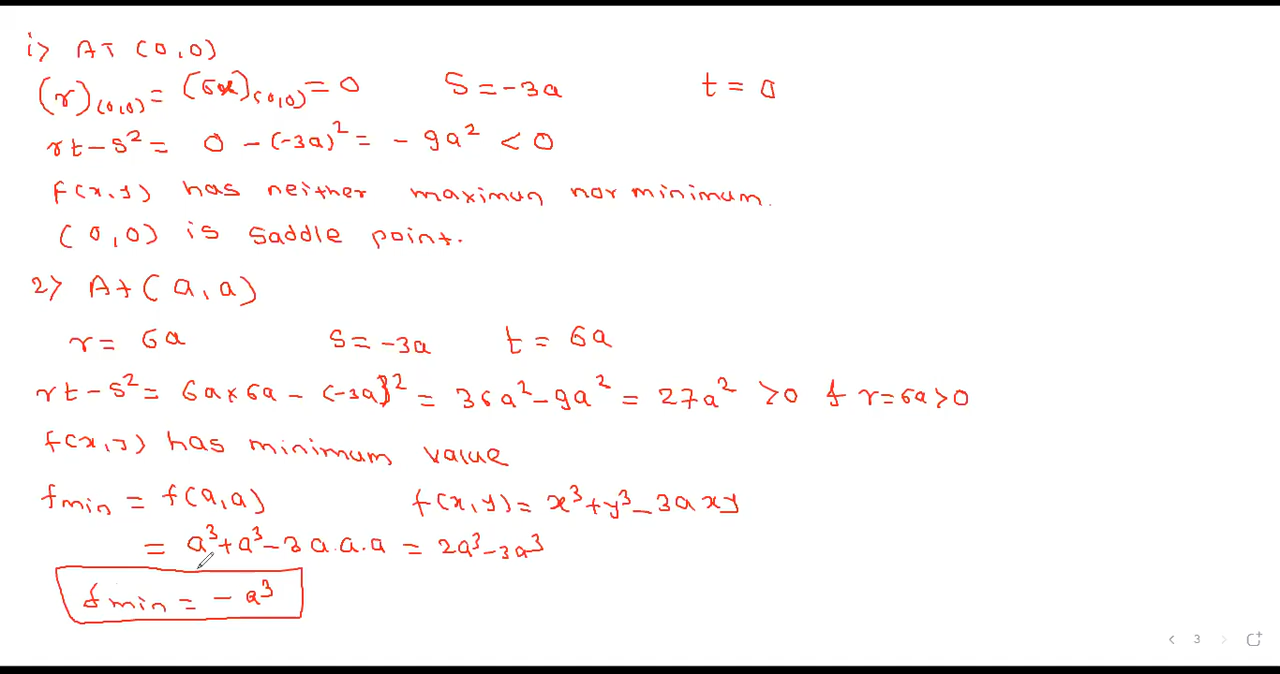 i> AT (0,0)
(r)(0,0) = (6x)(0,0) = 0 S = -3a t = 0
rt - s² = 0 - (-3a)² = - 9a² < 0
f(x,y) has neither maximun nor minimum.
(0,0) is saddle point.
2> At (a,a)
r = 6a s = -3a t = 6a
rt - s² = 6a x 6a - (-3a)² = 36a² - 9a² = 27a² > 0 & r = 6a > 0
f(x,y) has minimum value
fmin = f(a,a) f(x,y) = x³ + y³ - 3axy
= a³ + a³ - 3a.a.a = 2a³ - 3a³
fmin = - a³
< 3 >